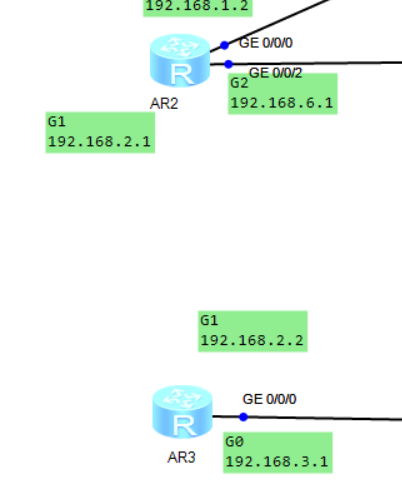 192.168.1.2
GE 0/0/0
GE 0/0/2
R
G2
192.168.6.1
AR2
G1
192.168.2.1
G1
192.168.2.2
GE 0/0/0
R
G0
192.168.3.1
AR3